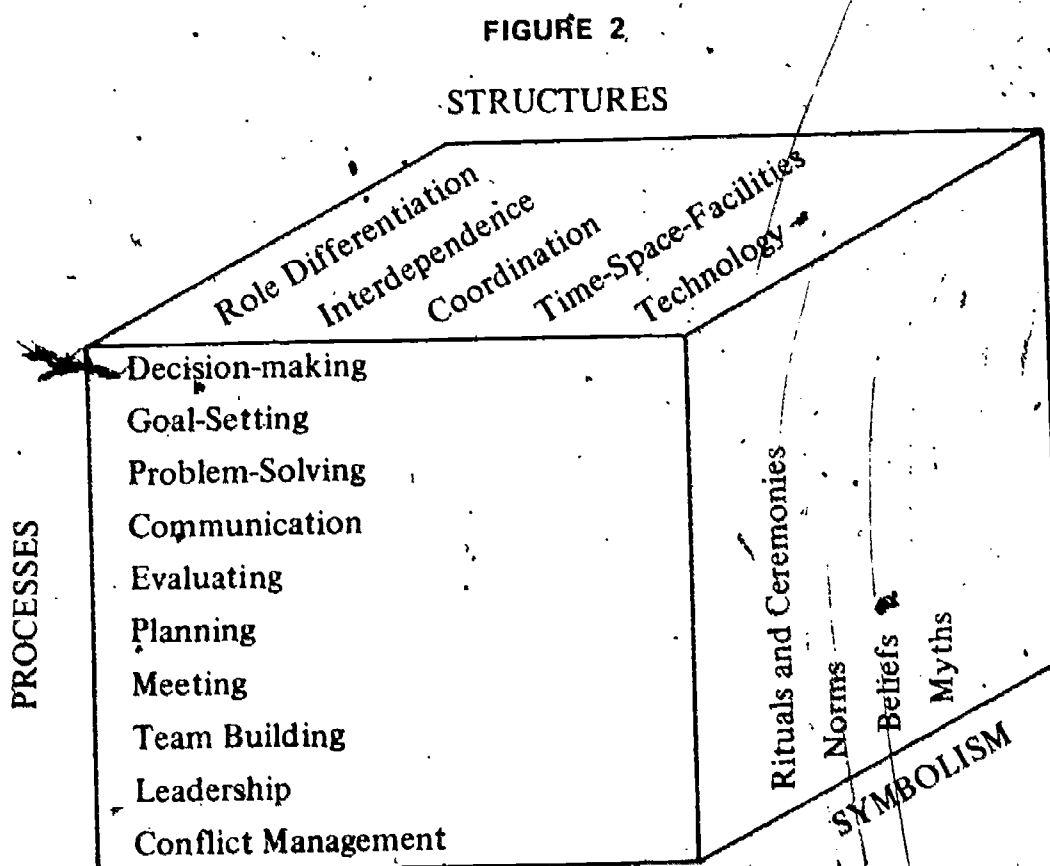 FIGURE 2
STRUCTURES
Role Differentiation
Interdependence
Coordination
Time-Space-Facilities
Technology
PROCESSES
Decision-making
Goal-Setting
Problem-Solving
Communication
Evaluating
Planning
Meeting
Team Building
Leadership
Conflict Management
Rituals and Ceremonies
Norms
Beliefs
Myths
SYMBOLISM